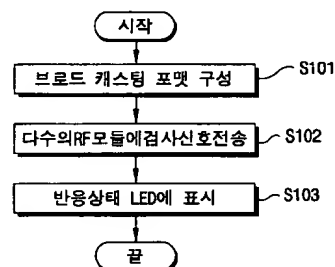 시작
브로드 캐스팅 포맷 구성
S101
다수의RF모듈에검사신호전송
S102
반응상태 LED에 표시
S103
끝